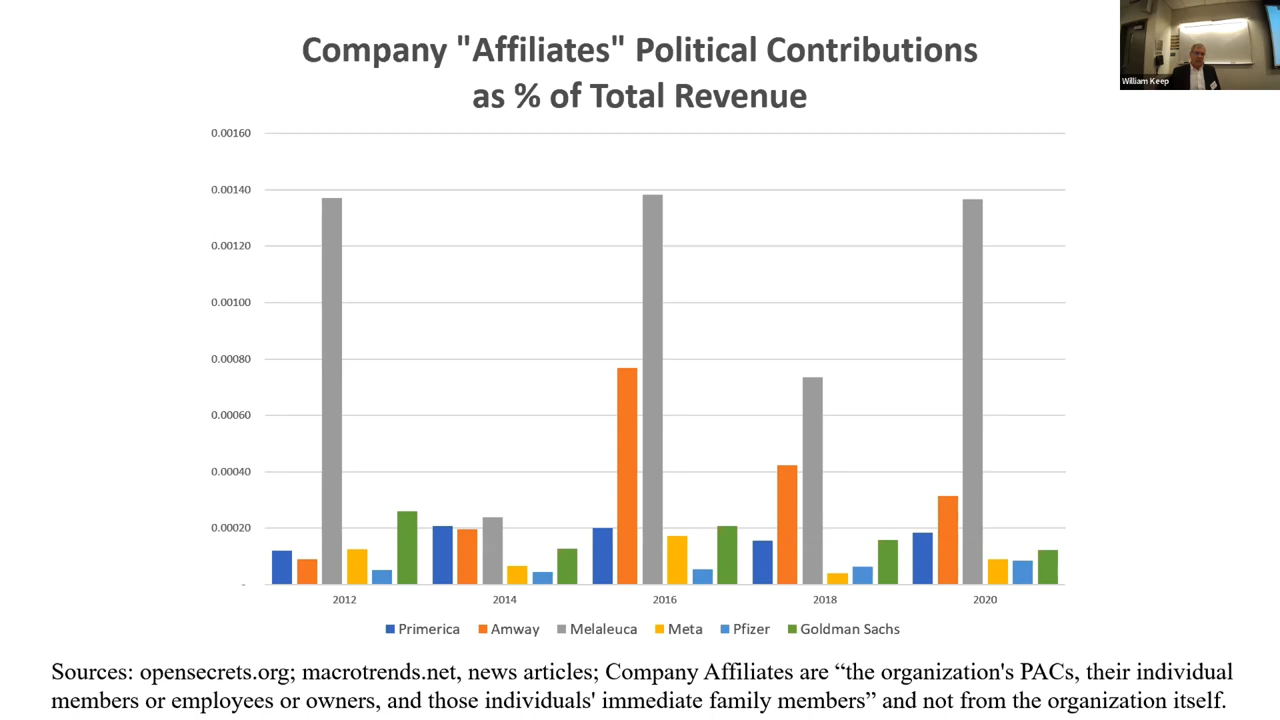 Company "Affiliates" Political Contributions
as % of Total Revenue
William Keep
0.00160
0.00140
0.00120
0.00100
0.00080
0.00060
0.00040
0.00020
-
2012 2014 2016 2018 2020
Primerica Amway Melaleuca Meta Pfizer Goldman Sachs
Sources: opensecrets.org; macrotrends.net, news articles; Company Affiliates are “the organization's PACs, their individual
members or employees or owners, and those individuals' immediate family members” and not from the organization itself.